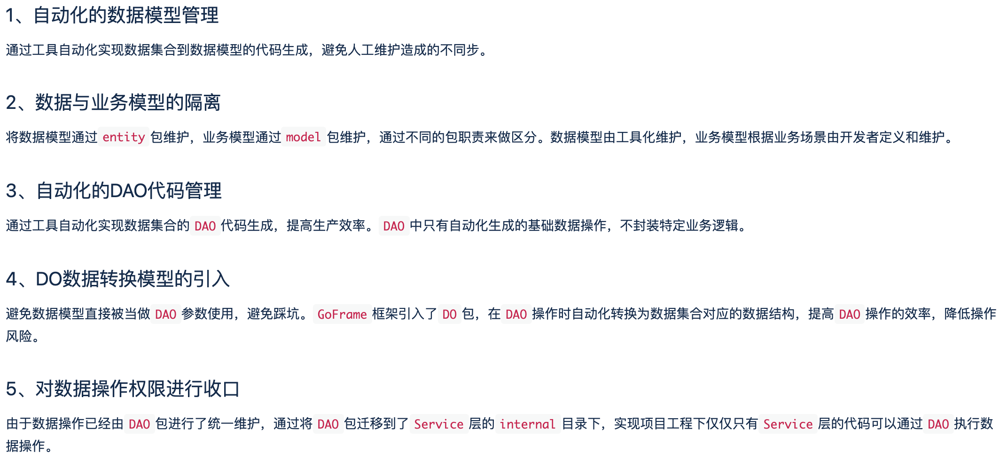 1、自动化的数据模型管理
通过工具自动化实现数据集合到数据模型的代码生成，避免人工维护造成的不同步。
2、数据与业务模型的隔离
将数据模型通过 entity 包维护，业务模型通过 model 包维护，通过不同的包职责来做区分。数据模型由工具化维护，业务模型根据业务场景由开发者定义和维护。
3、自动化的DAO代码管理
通过工具自动化实现数据集合的 DAO 代码生成，提高生产效率。 DAO 中只有自动化生成的基础数据操作，不封装特定业务逻辑。
4、DO数据转换模型的引入
避免数据模型直接被当做 DAO 参数使用，避免踩坑。 GoFrame 框架引入了 DO 包，在 DAO 操作时自动化转换为数据集合对应的数据结构，提高 DAO 操作的效率，降低操作
风险。
5、对数据操作权限进行收口
由于数据操作已经由 DAO 包进行了统一维护，通过将 DAO 包迁移到了 Service 层的 internal 目录下，实现项目工程下仅仅只有 Service 层的代码可以通过 DAO 执行数
据操作。